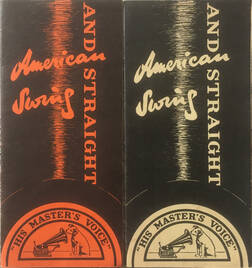 American
Swing
AND STRAIGHT
"HIS MASTER'S VOICE"
American
Swing
AND STRAIGHT
"HIS MASTER'S VOICE"